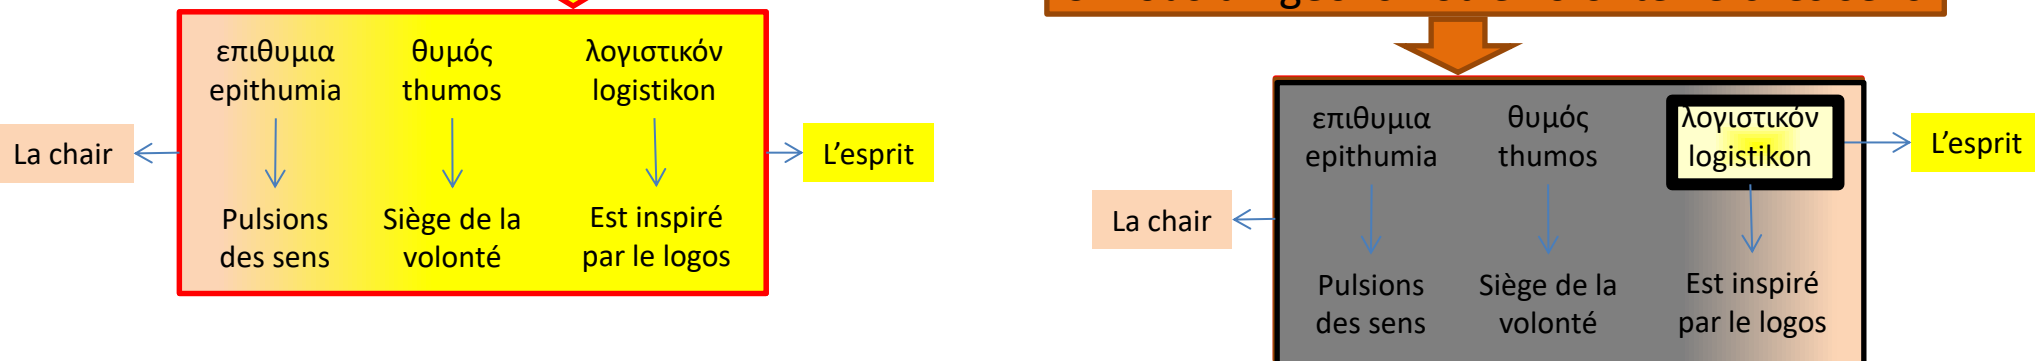 επιθυμια
epithumia
θυμός
thumos
λογιστικόν
logistikon
La chair
L’esprit
Pulsions
des sens
Siège de la
volonté
Est inspiré
par le logos
επιθυμια
epithumia
θυμός
thumos
λογιστικόν
logistikon
La chair
L’esprit
Pulsions
des sens
Siège de la
volonté
Est inspiré
par le logos